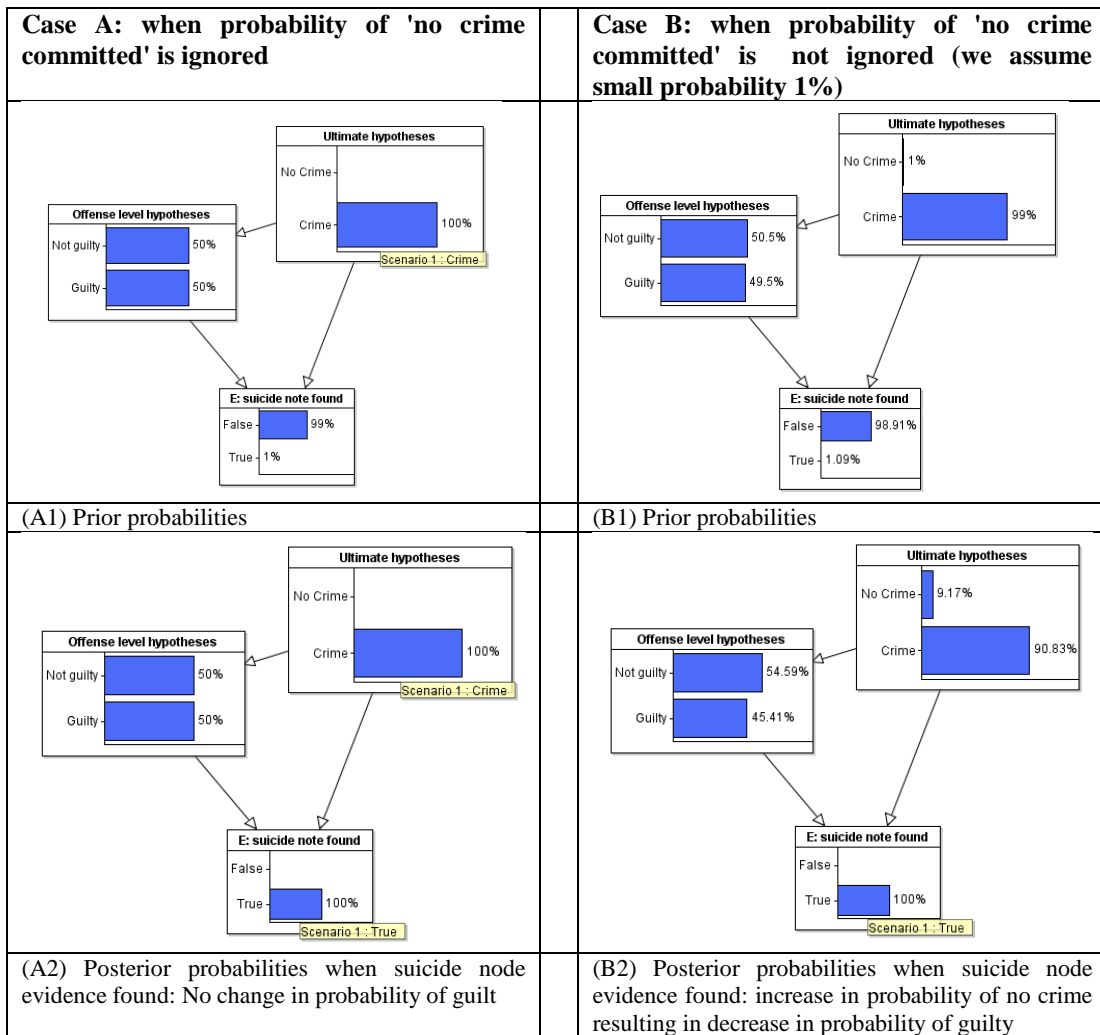 Case A: when probability of 'no crime
committed' is ignored
Case B: when probability of 'no crime
committed' is not ignored (we assume
small probability 1%)
Ultimate hypotheses
No Crime
Crime
100%
Scenario 1 : Crime
Offense level hypotheses
Not guilty
50%
Guilty
50%
E: suicide note found
False
99%
True
1%
Ultimate hypotheses
No Crime
1%
Crime
99%
Offense level hypotheses
Not guilty
50.5%
Guilty
49.5%
E: suicide note found
False
98.91%
True
1.09%
(A1) Prior probabilities
(B1) Prior probabilities
Ultimate hypotheses
No Crime
Crime
100%
Scenario 1 : Crime
Offense level hypotheses
Not guilty
50%
Guilty
50%
E: suicide note found
False
True
100%
Scenario 1 : True
Ultimate hypotheses
No Crime
9.17%
Crime
90.83%
Offense level hypotheses
Not guilty
54.59%
Guilty
45.41%
E: suicide note found
False
True
100%
Scenario 1 : True
(A2) Posterior probabilities when suicide node
evidence found: No change in probability of guilt
(B2) Posterior probabilities when suicide node
evidence found: increase in probability of no crime
resulting in decrease in probability of guilty